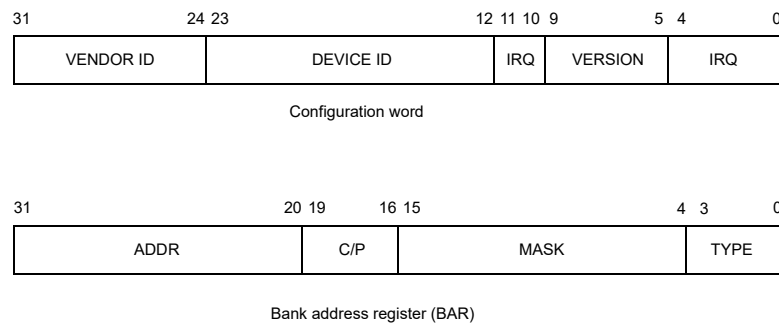 31 24 23 12 11 10 9 5 4 0
VENDOR ID DEVICE ID IRQ VERSION IRQ
Configuration word
31 20 19 16 15 4 3 0
ADDR C/P MASK TYPE
Bank address register (BAR)